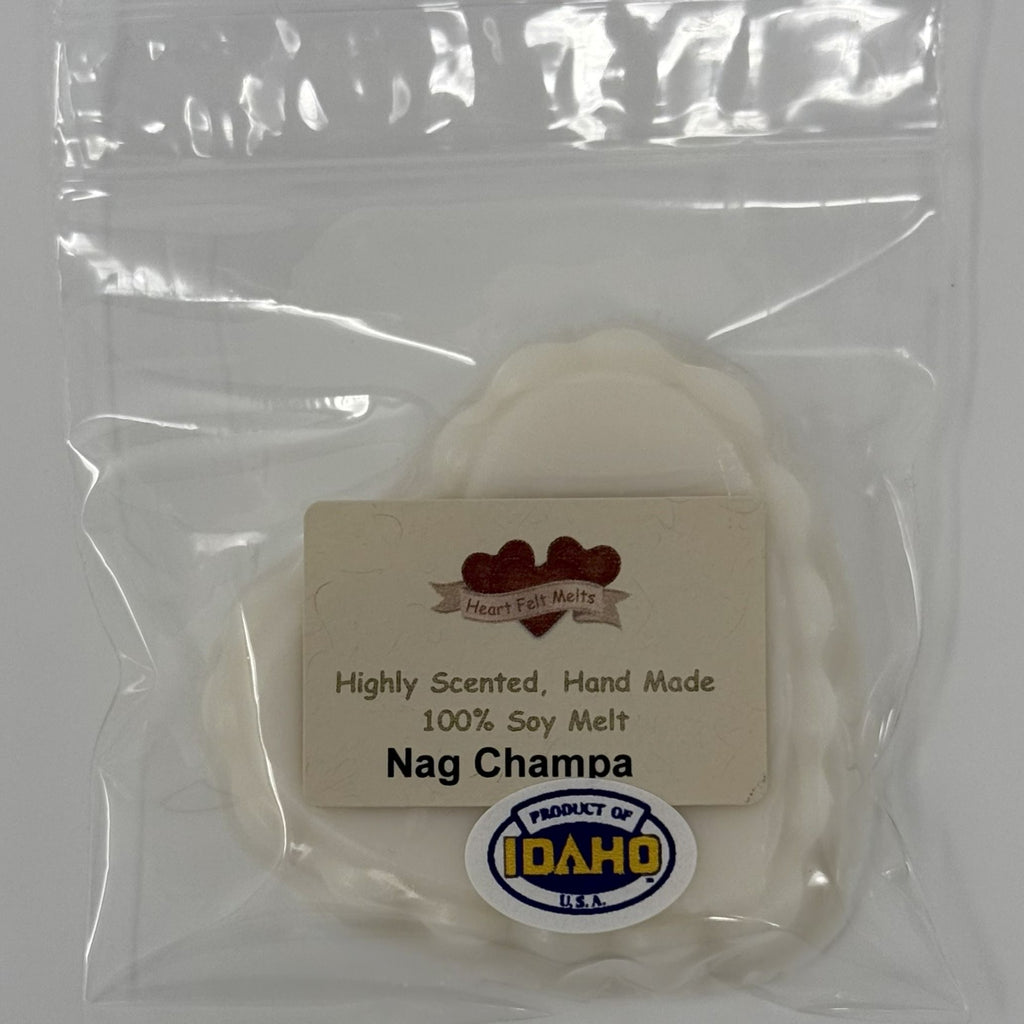 Heart Felt Melts
Highly Scented, Hand Made
100% Soy Melt
Nag Champa
PRODUCT OF
IDAHO
U.S.A.